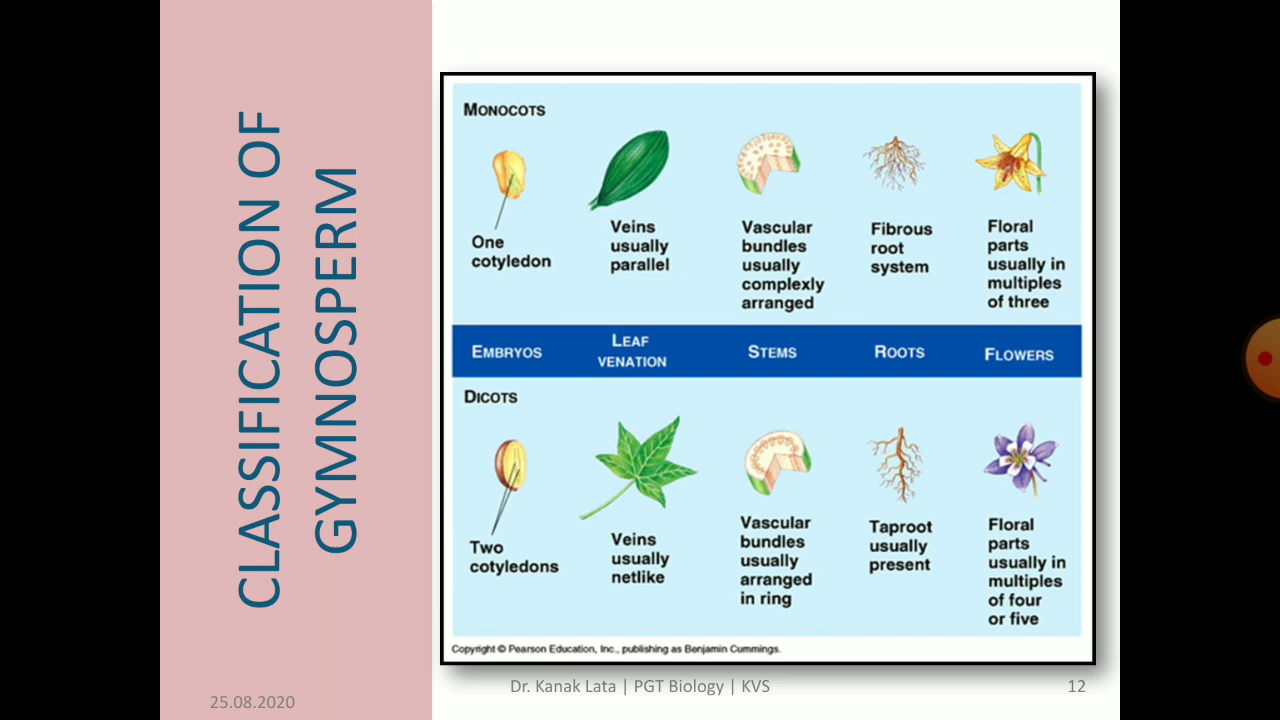 CLASSIFICATION OF
GYMNOSPERM
MONOCOTS
One
cotyledon
Veins
usually
parallel
Vascular
bundles
usually
complexly
arranged
Fibrous
root
system
Floral
parts
usually in
multiples
of three
EMBRYOS
LEAF
VENATION
STEMS
ROOTS
FLOWERS
DICOTS
Two
cotyledons
Veins
usually
netlike
Vascular
bundles
usually
arranged
in ring
Taproot
usually
present
Floral
parts
usually in
multiples
of four
or five
Copyright © Pearson Education, Inc., publishing as Benjamin Cummings.
25.08.2020
Dr. Kanak Lata | PGT Biology | KVS
12